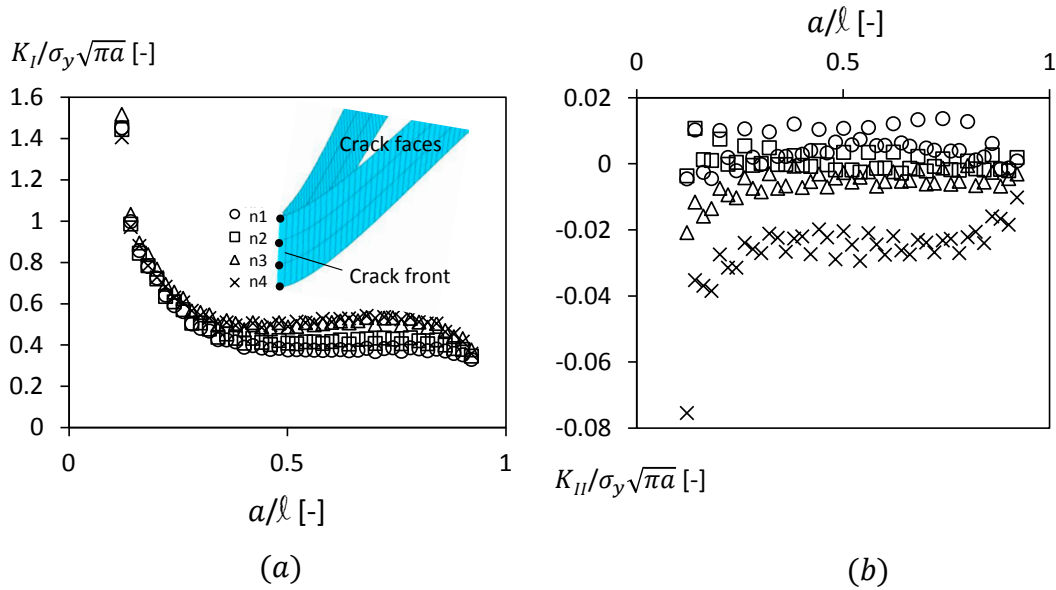 K_I/σ_y√πa [-]
1.6
1.4
1.2
1
0.8
0.6
0.4
0.2
0
0
0.5
1
a/ℓ [-]
Crack faces
n1
n2
n3
n4
Crack front
(a)
a/ℓ [-]
0
0.5
1
0.02
0
-0.02
-0.04
-0.06
-0.08
K_II/σ_y√πa [-]
(b)